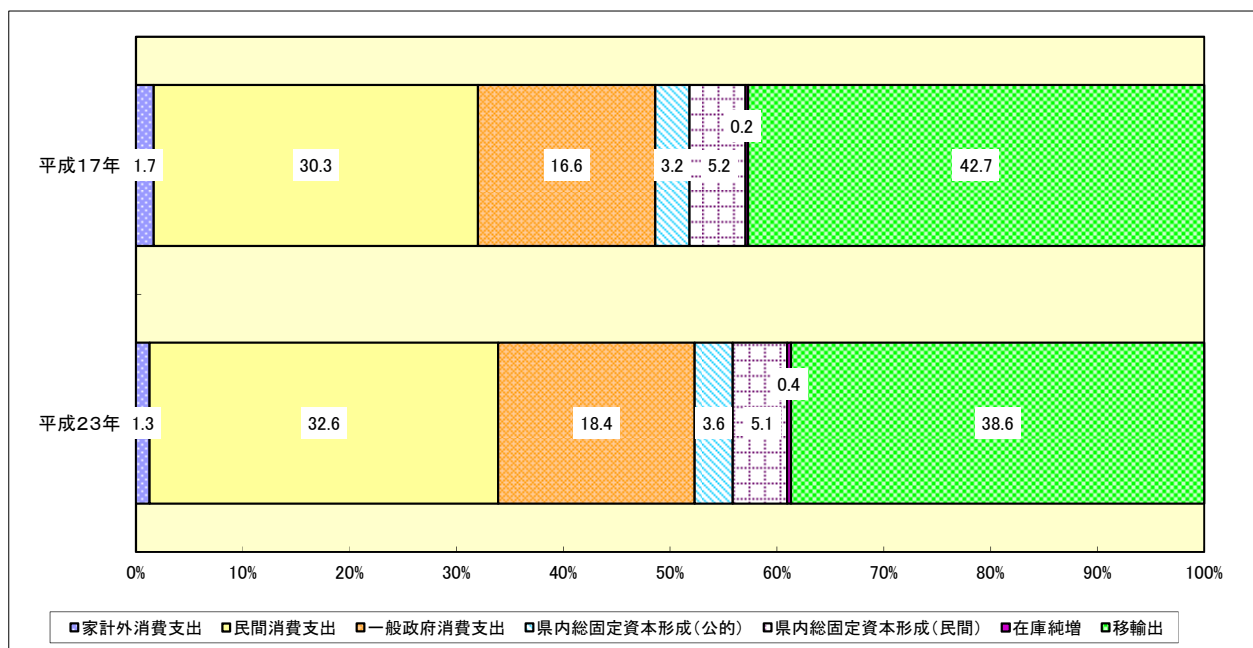 0.2
平成17年 1.7 30.3 16.6 3.2 5.2 42.7
0.4
平成23年 1.3 32.6 18.4 3.6 5.1 38.6
0% 10% 20% 30% 40% 50% 60% 70% 80% 90% 100%
家計外消費支出 民間消費支出 一般政府消費支出 県内総固定資本形成(公的) 県内総固定資本形成(民間) 在庫純増 移輸出